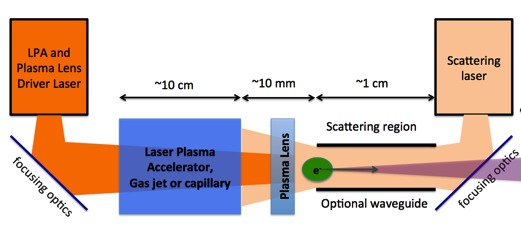 LPA and
Plasma Lens
Driver Laser
Scattering
laser
~10 cm
~10 mm
~1 cm
Scattering region
focusing optics
Laser Plasma
Accelerator,
Gas jet or capillary
Plasma Lens
e-
focusing optics
Optional waveguide